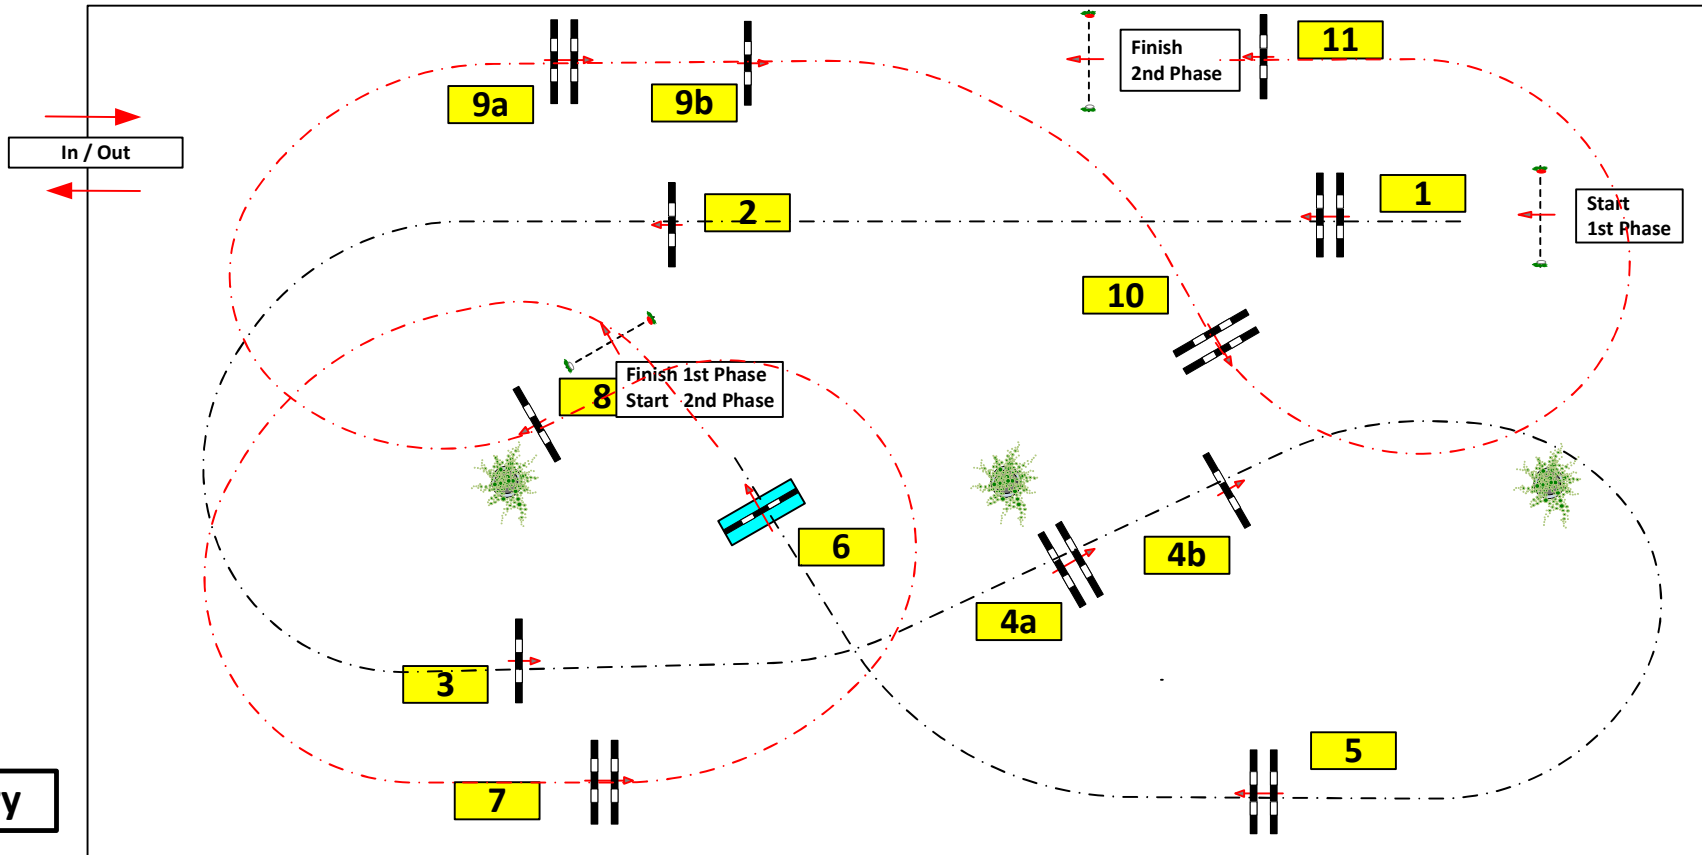 9a
9b
Finish
2nd Phase
11
In / Out
2
1
Start
1st Phase
10
8
Finish 1st Phase
Start 2nd Phase
6
4b
4a
3
5
7
y